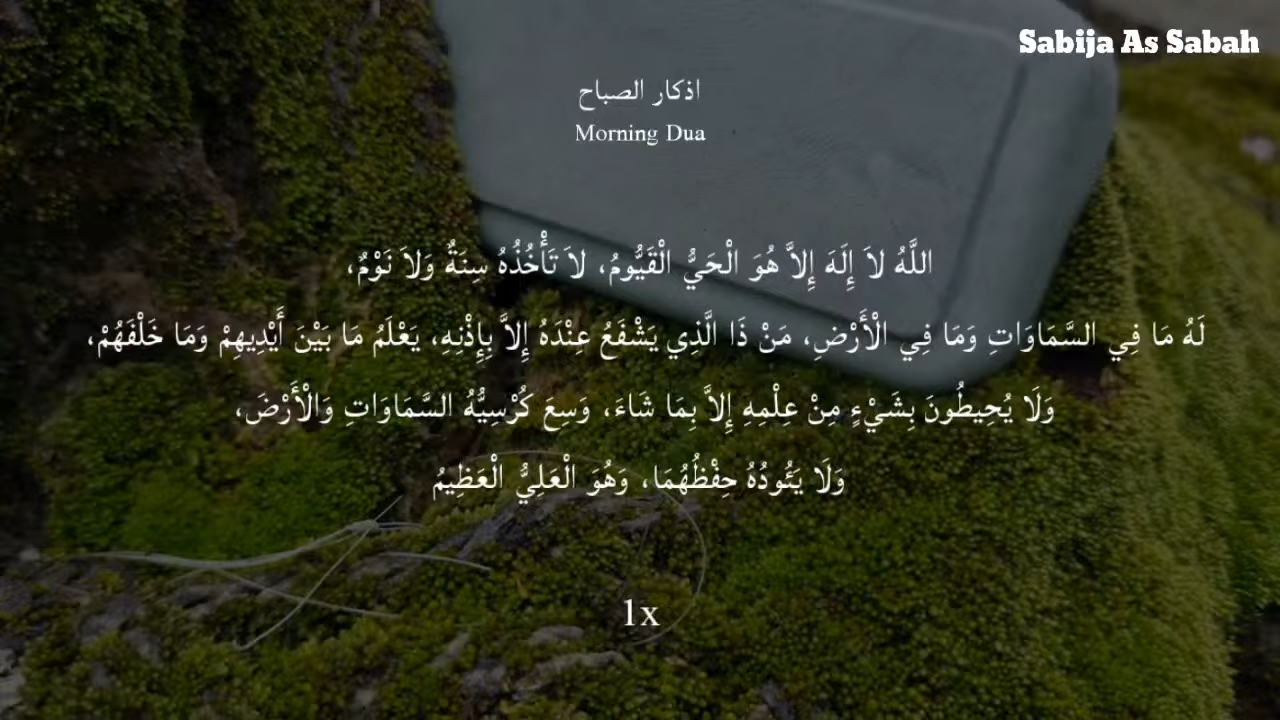 Sabija As Sabah
اذكار الصباح
Morning Dua
اللَّهُ لاَ إِلَهَ إِلاَّ هُوَ الْحَيُّ الْقَيُّومُ، لاَ تَأْخُذُهُ سِنَةٌ وَلاَ نَوْمٌ،
لَهُ مَا فِي السَّمَاوَاتِ وَمَا فِي الْأَرْضِ، مَنْ ذَا الَّذِي يَشْفَعُ عِنْدَهُ إِلاَّ بِإِذْنِهِ، يَعْلَمُ مَا بَيْنَ أَيْدِيهِمْ وَمَا خَلْفَهُمْ،
وَلَا يُحِيطُونَ بِشَيْءٍ مِنْ عِلْمِهِ إِلاَّ بِمَا شَاءَ، وَسِعَ كُرْسِيُّهُ السَّمَاوَاتِ وَالْأَرْضَ،
وَلَا يَئُودُهُ حِفْظُهُمَا، وَهُوَ الْعَلِيُّ الْعَظِيمُ
1x